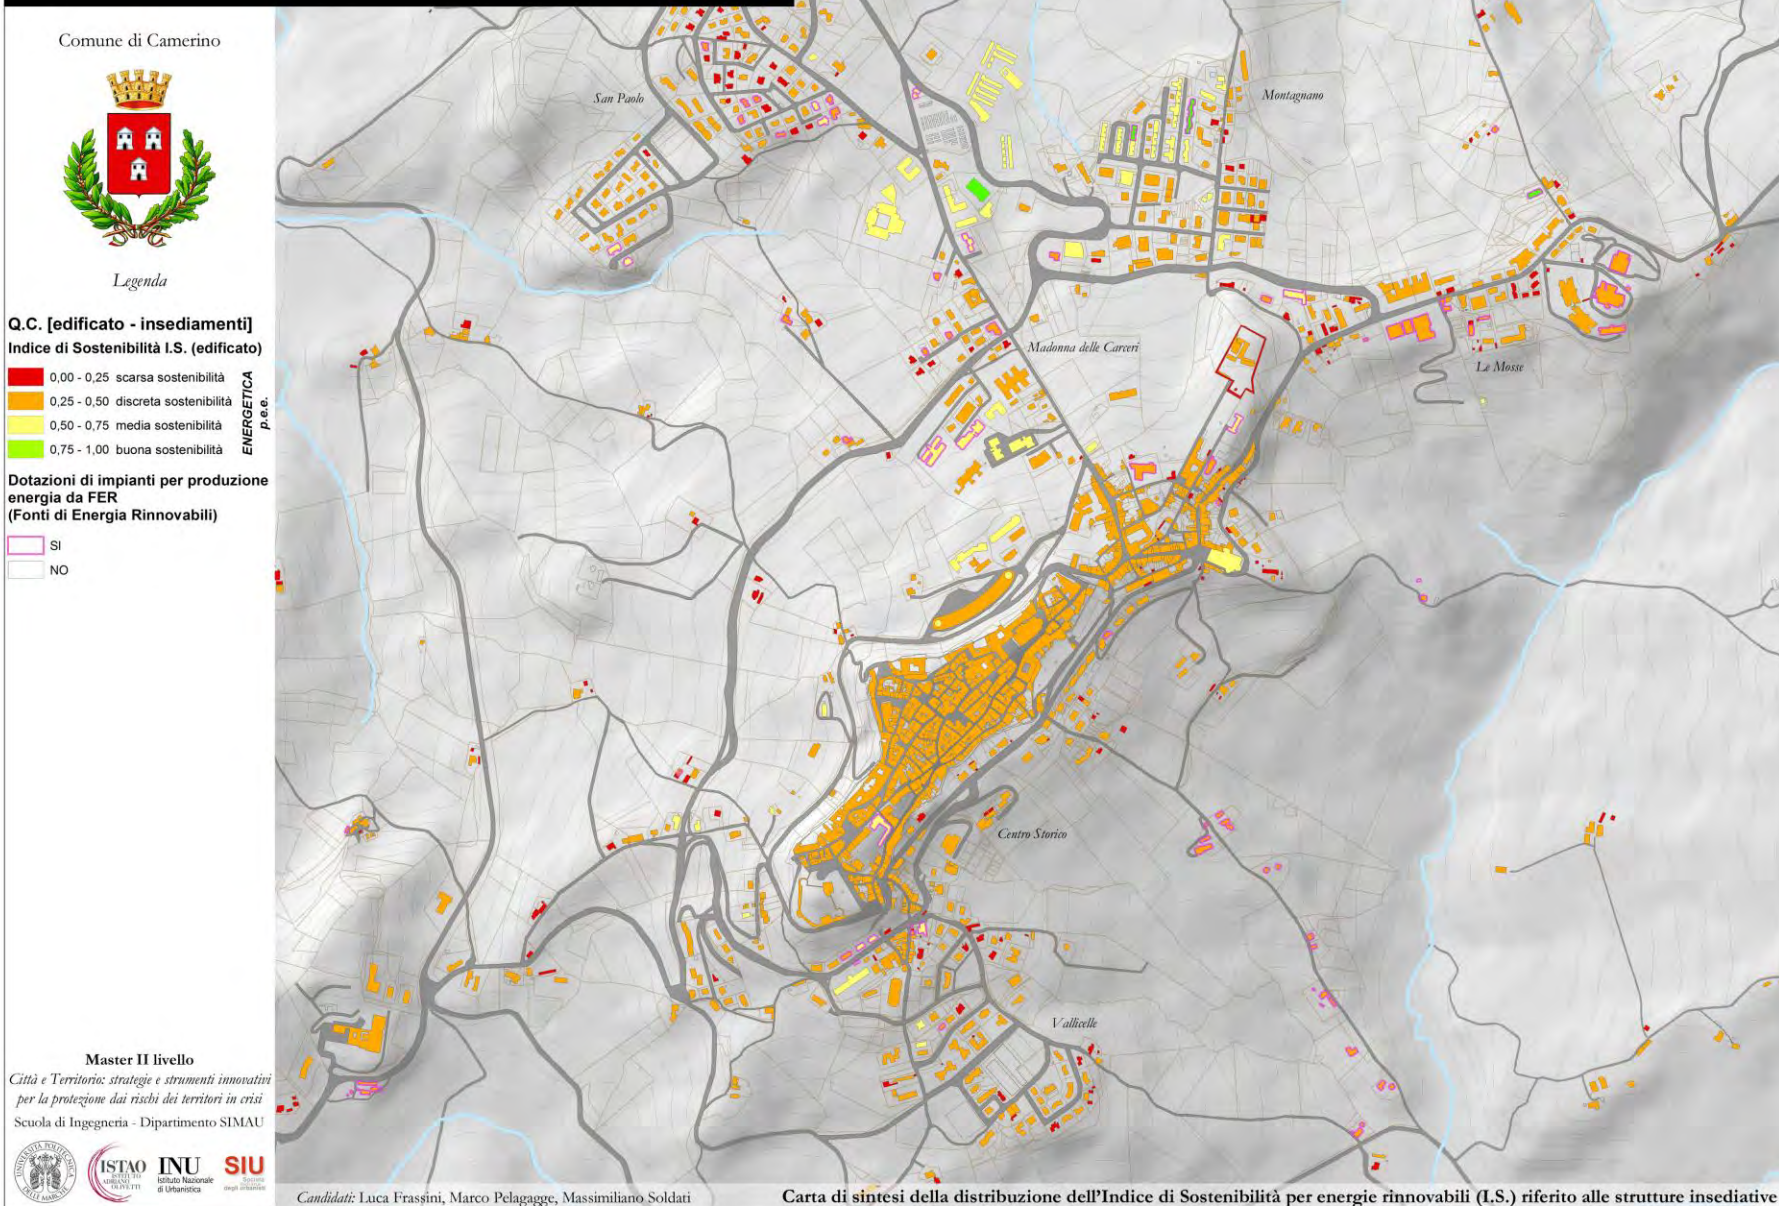 Comune di Camerino
Legenda
Q.C. [edificato - insediamenti]
Indice di Sostenibilità I.S. (edificato)
0,00 - 0,25 scarsa sostenibilità
0,25 - 0,50 discreta sostenibilità
0,50 - 0,75 media sostenibilità
0,75 - 1,00 buona sostenibilità
ENERGETICA
p.e.e.
Dotazioni di impianti per produzione
energia da FER
(Fonti di Energia Rinnovabili)
SI
NO
Master II livello
Città e Territorio: strategie e strumenti innovativi
per la protezione dai rischi dei territori in crisi
Scuola di Ingegneria - Dipartimento SIMAU
ISTAO
ISTITUTO
ADRIANO
OLIVETTI
INU
Istituto Nazionale
di Urbanistica
SIU
San Paolo
Montagnano
Madonna delle Carceri
Le Mosse
Centro Storico
Vallicelle
Candidati: Luca Frassini, Marco Pelagagge, Massimiliano Soldati
Carta di sintesi della distribuzione dell'Indice di Sostenibilità per energie rinnovabili (I.S.) riferito alle strutture insediative